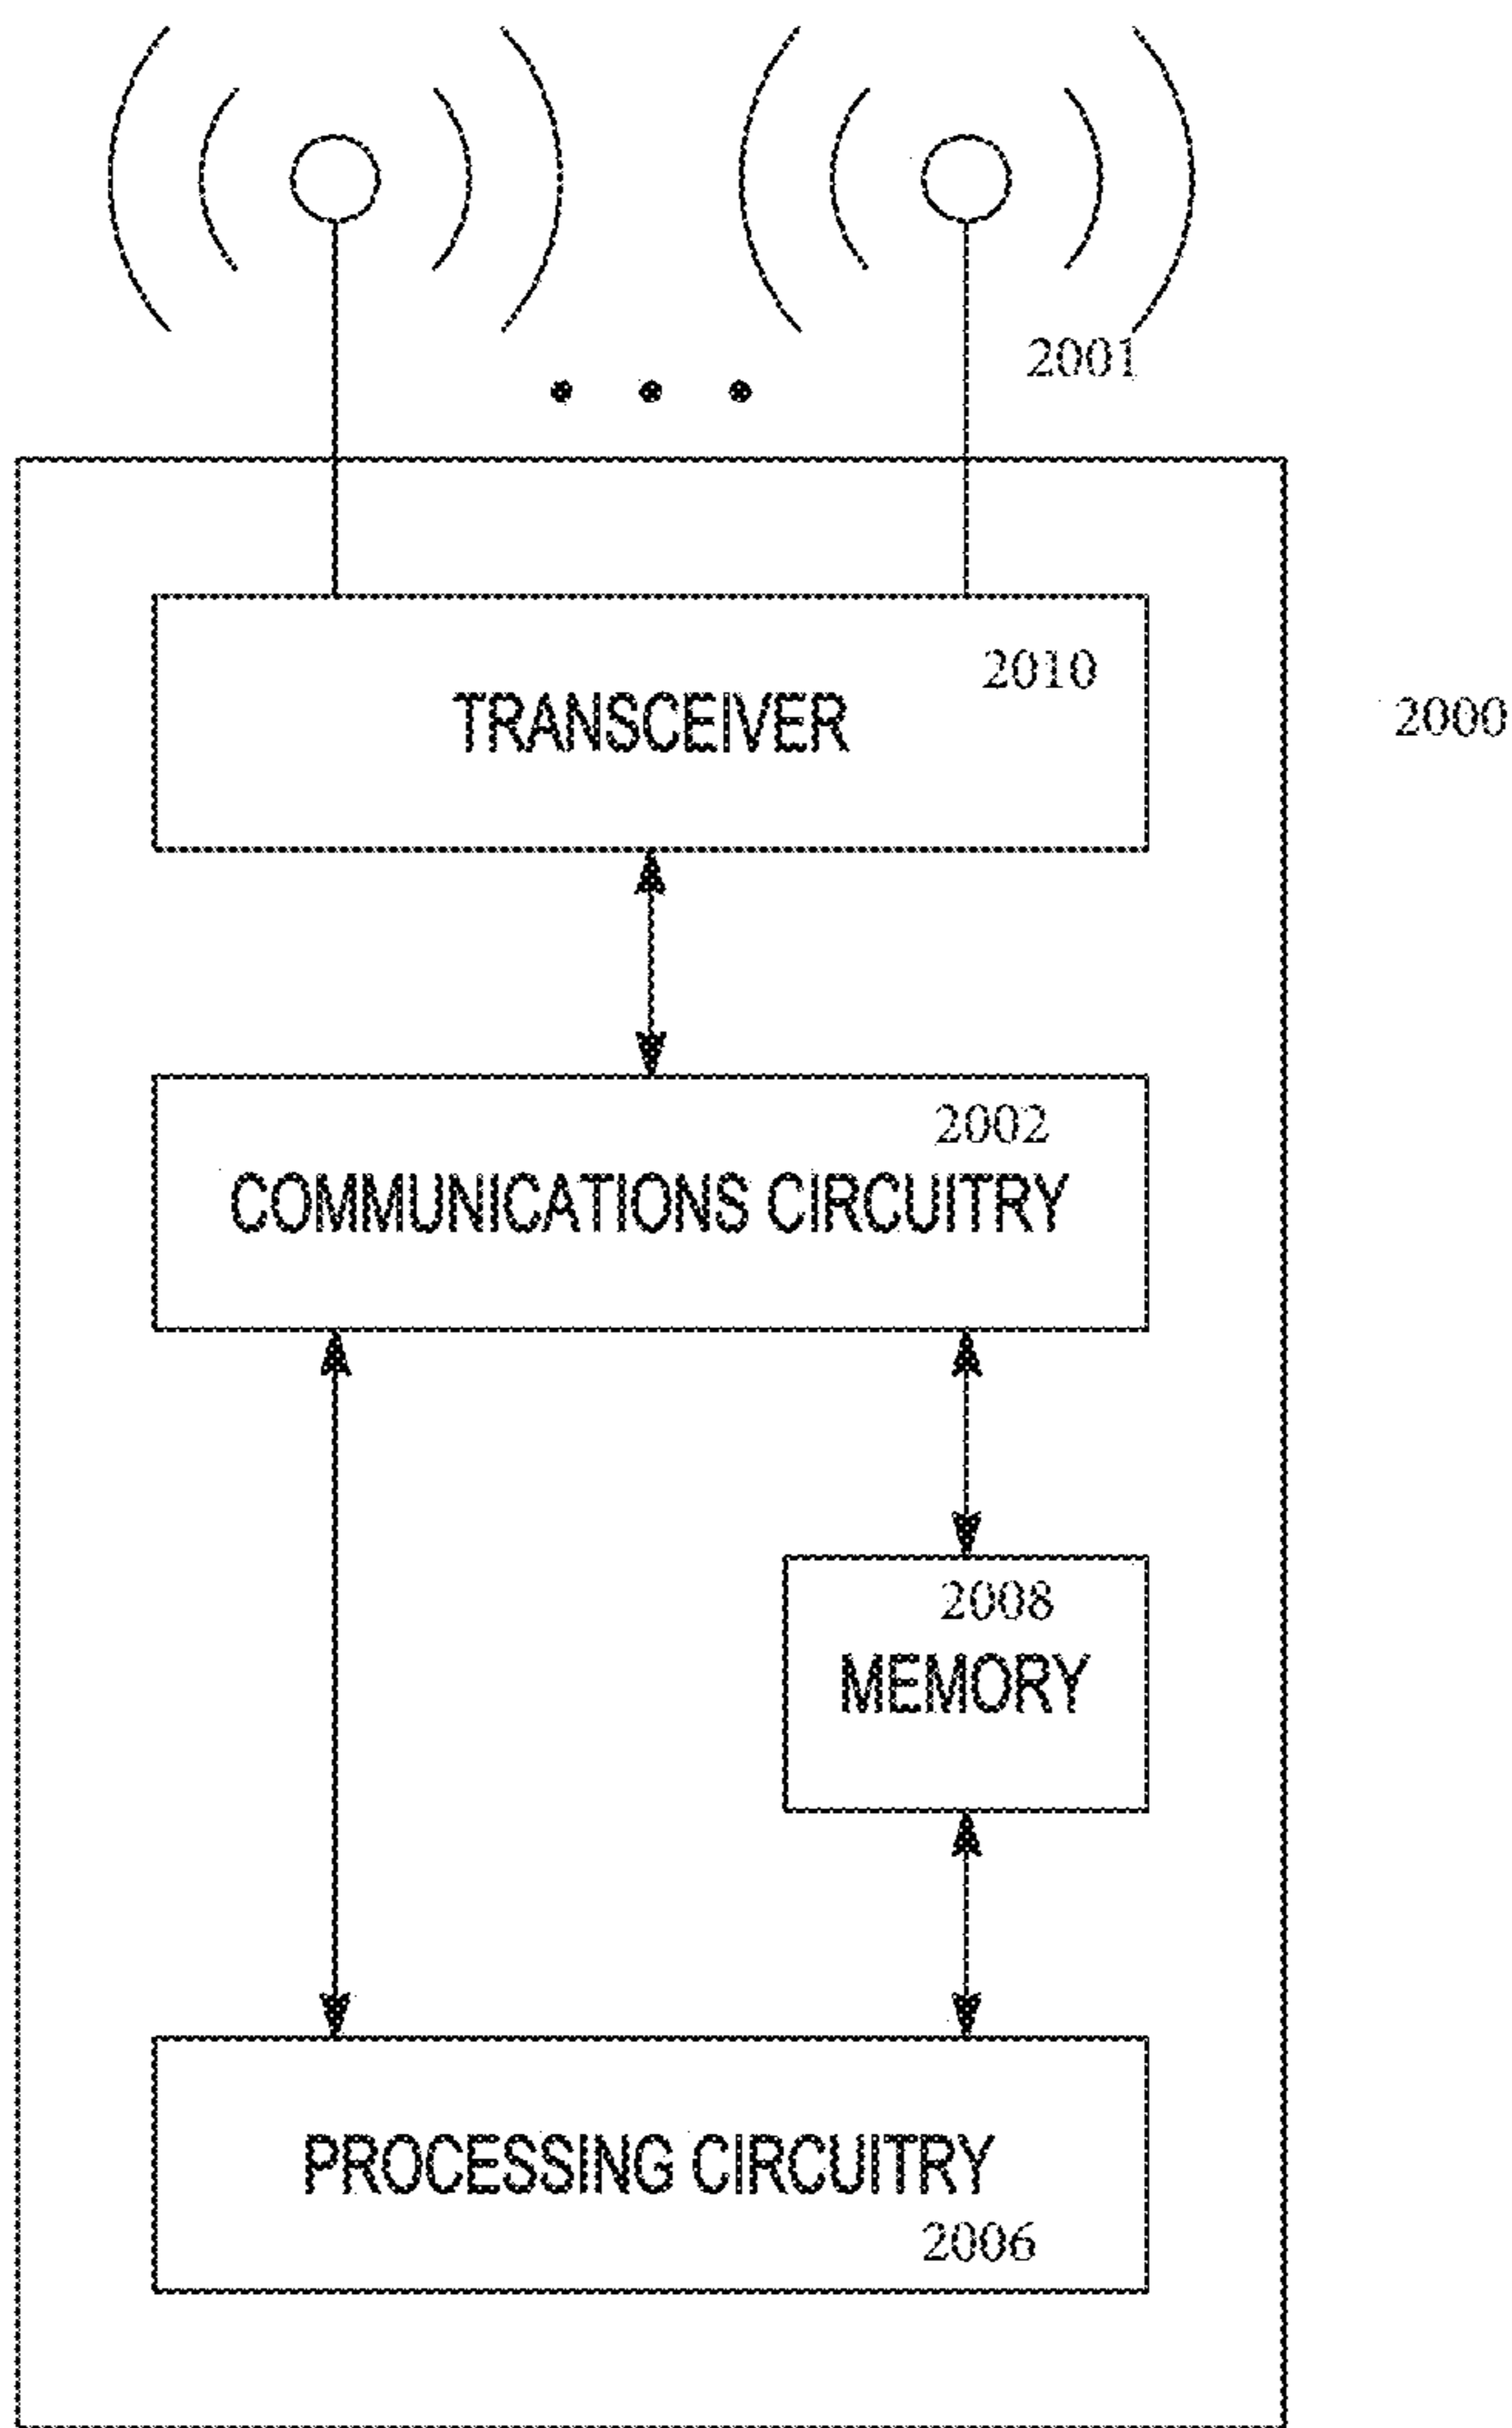 2001
2010
TRANSCEIVER
2000
2002
COMMUNICATIONS CIRCUITRY
2008
MEMORY
PROCESSING CIRCUITRY
2006